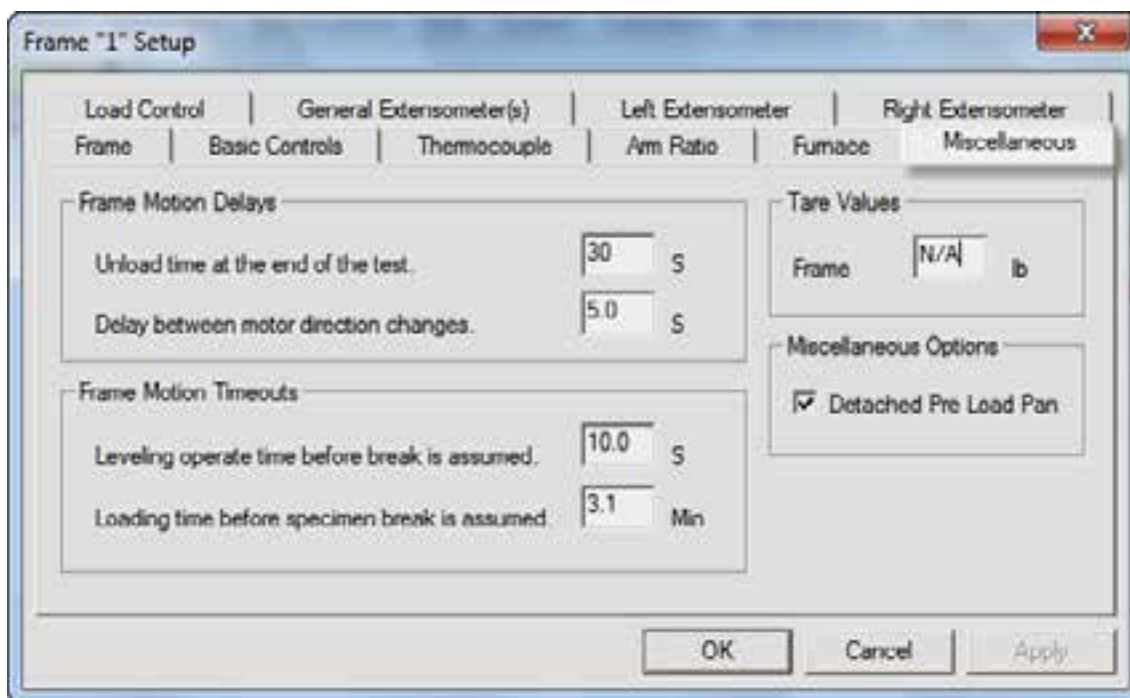 Frame "1" Setup
Load Control General Extensometer(s) Left Extensometer Right Extensometer
Frame Basic Controls Thermocouple Arm Ratio Furnace Miscellaneous
Frame Motion Delays
Unload time at the end of the test. 30 S
Delay between motor direction changes. 5.0 S
Frame Motion Timeouts
Leveling operate time before break is assumed. 10.0 S
Loading time before specimen break is assumed. 3.1 Min
Tare Values
Frame N/A lb
Miscellaneous Options
Detached Pre Load Pan
OK Cancel Apply